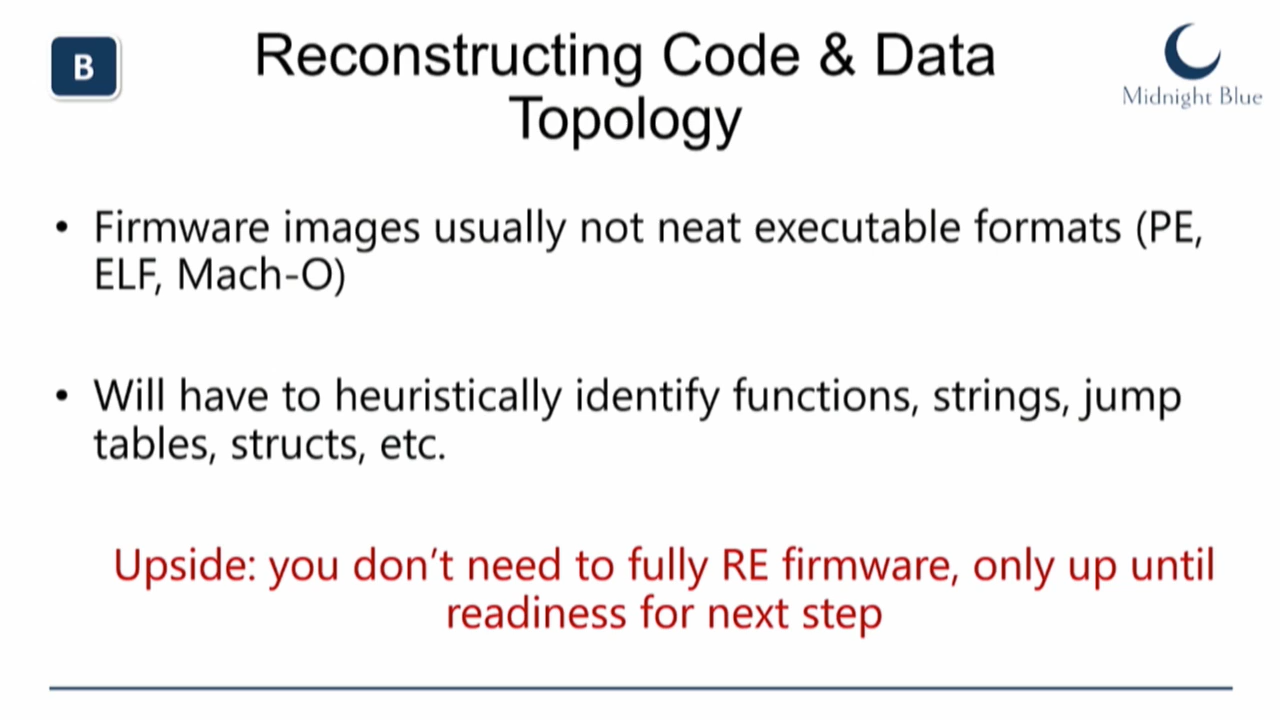 B
Reconstructing Code & Data
Topology
Midnight Blue
• Firmware images usually not neat executable formats (PE,
ELF, Mach-O)
• Will have to heuristically identify functions, strings, jump
tables, structs, etc.
Upside: you don’t need to fully RE firmware, only up until
readiness for next step